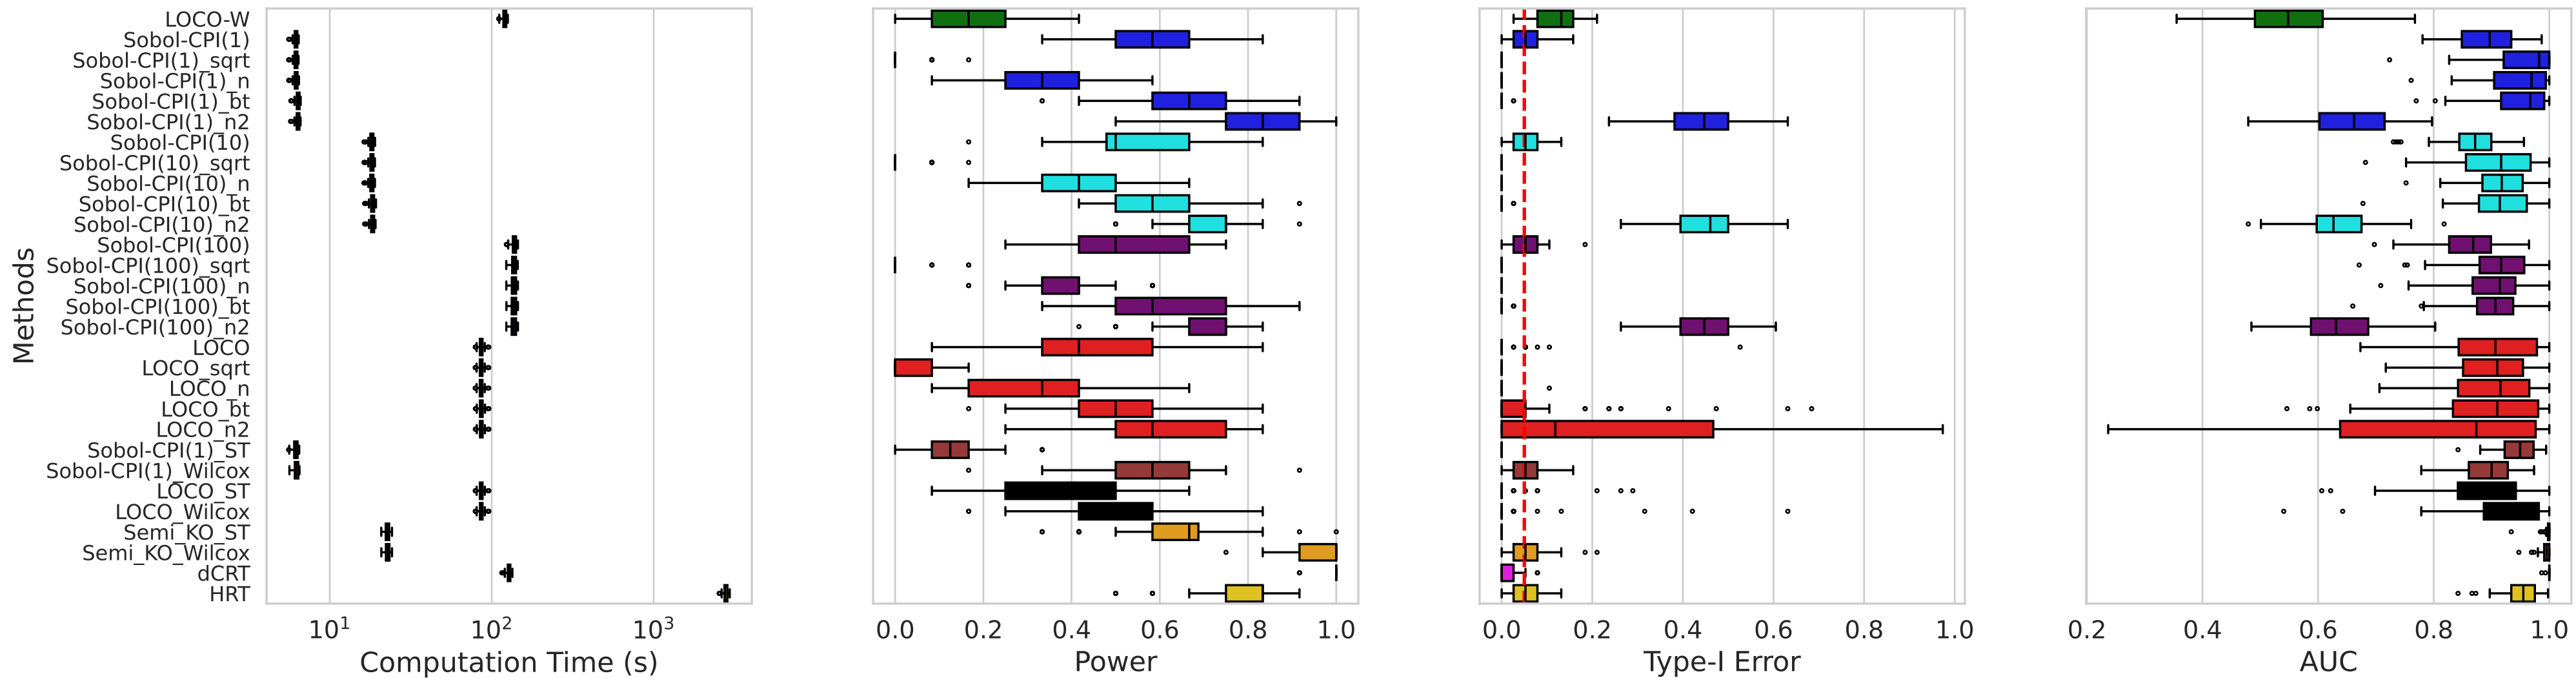 Methods
LOCO-W
Sobol-CPI(1)
Sobol-CPI(1)_sqrt
Sobol-CPI(1)_n
Sobol-CPI(1)_bt
Sobol-CPI(1)_n2
Sobol-CPI(10)
Sobol-CPI(10)_sqrt
Sobol-CPI(10)_n
Sobol-CPI(10)_bt
Sobol-CPI(10)_n2
Sobol-CPI(100)
Sobol-CPI(100)_sqrt
Sobol-CPI(100)_n
Sobol-CPI(100)_bt
Sobol-CPI(100)_n2
LOCO
LOCO_sqrt
LOCO_n
LOCO_bt
LOCO_n2
Sobol-CPI(1)_ST
Sobol-CPI(1)_Wilcox
LOCO_ST
LOCO_Wilcox
Semi_KO_ST
Semi_KO_Wilcox
dCRT
HRT
10¹ 10² 10³
Computation Time (s)
0.0 0.2 0.4 0.6 0.8 1.0
Power
0.0 0.2 0.4 0.6 0.8 1.0
Type-I Error
0.2 0.4 0.6 0.8 1.0
AUC